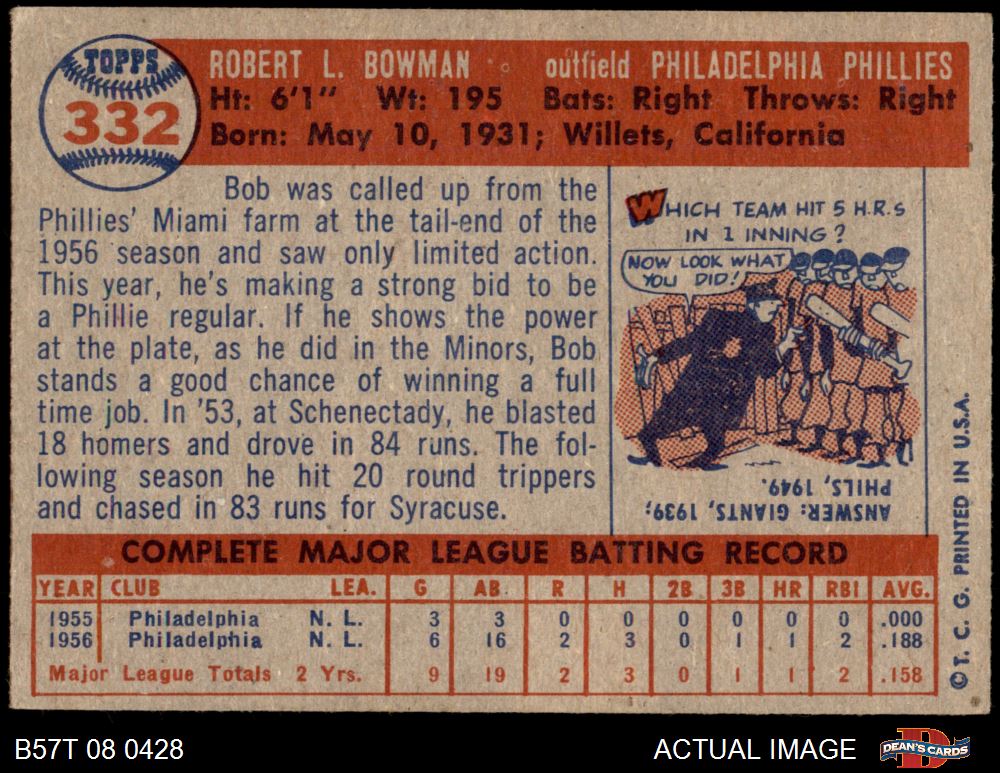 TOPPS
332
ROBERT L. BOWMAN outfield PHILADELPHIA PHILLIES
Ht: 6'1" Wt: 195 Bats: Right Throws: Right
Born: May 10, 1931; Willets, California
Bob was called up from the
Phillies' Miami farm at the tail-end of the
1956 season and saw only limited action.
This year, he's making a strong bid to be
a Phillie regular. If he shows the power
at the plate, as he did in the Minors, Bob
stands a good chance of winning a full
time job. In '53, at Schenectady, he blasted
18 homers and drove in 84 runs. The fol-
lowing season he hit 20 round trippers
and chased in 83 runs for Syracuse.
WHICH TEAM HIT 5 H.R.S
IN 1 INNING?
NOW LOOK WHAT
YOU DID!
ANSWER: GIANTS, 1939;
PHILS, 1949.
©T. C. G. PRINTED IN U.S.A.
COMPLETE MAJOR LEAGUE BATTING RECORD
YEAR CLUB LEA. G AB R H 2B 3B HR RBI AVG.
1955 Philadelphia N. L. 3 3 0 0 0 0 0 0 .000
1956 Philadelphia N. L. 6 16 2 3 0 1 1 2 .188
Major League Totals 2 Yrs. 9 19 2 3 0 1 1 2 .158
B57T 08 0428 ACTUAL IMAGE DEAN'S CARDS